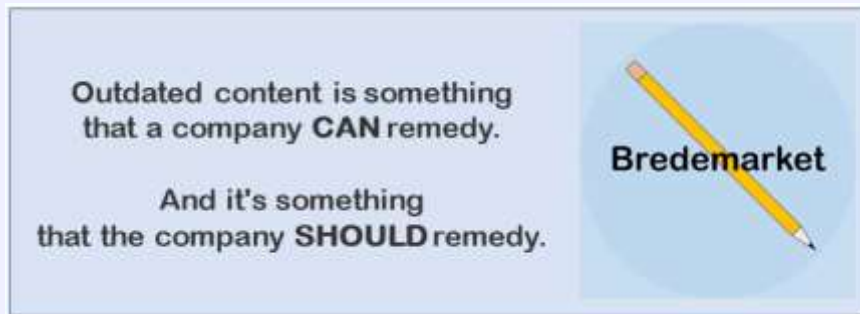 Outdated content is something
that a company CAN remedy.
And it's something
that the company SHOULD remedy.
Bredemarket